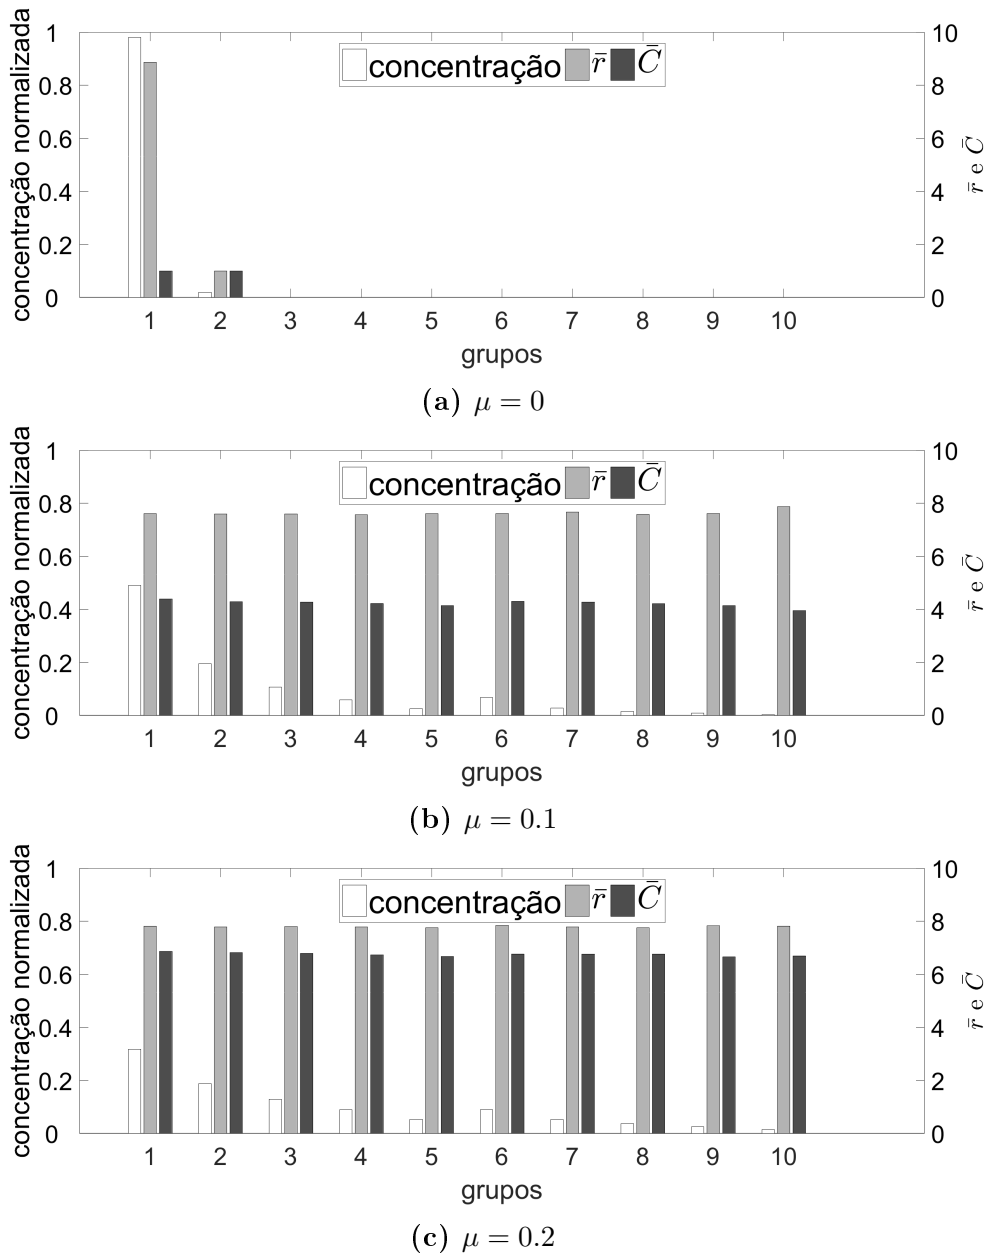 concentração normalizada
1
0.8
0.6
0.4
0.2
0
concentração r̄ C̄
10
8
6
4
2
0
r̄ e C̄
1 2 3 4 5 6 7 8 9 10
grupos
(a) μ = 0
concentração normalizada
1
0.8
0.6
0.4
0.2
0
concentração r̄ C̄
10
8
6
4
2
0
r̄ e C̄
1 2 3 4 5 6 7 8 9 10
grupos
(b) μ = 0.1
concentração normalizada
1
0.8
0.6
0.4
0.2
0
concentração r̄ C̄
10
8
6
4
2
0
r̄ e C̄
1 2 3 4 5 6 7 8 9 10
grupos
(c) μ = 0.2